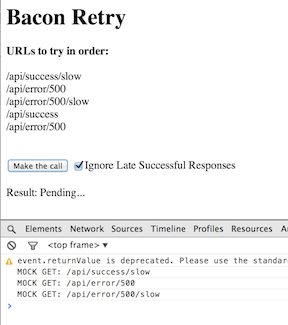 Bacon Retry
URLs to try in order:
/api/success/slow
/api/error/500
/api/error/500/slow
/api/success
/api/error/500
Make the call Ignore Late Successful Responses
Result: Pending...
Elements Network Sources Timeline Profiles Resources
<top frame> ▼
event.returnValue is deprecated. Please use the standar
MOCK GET: /api/success/slow
MOCK GET: /api/error/500
MOCK GET: /api/error/500/slow
>